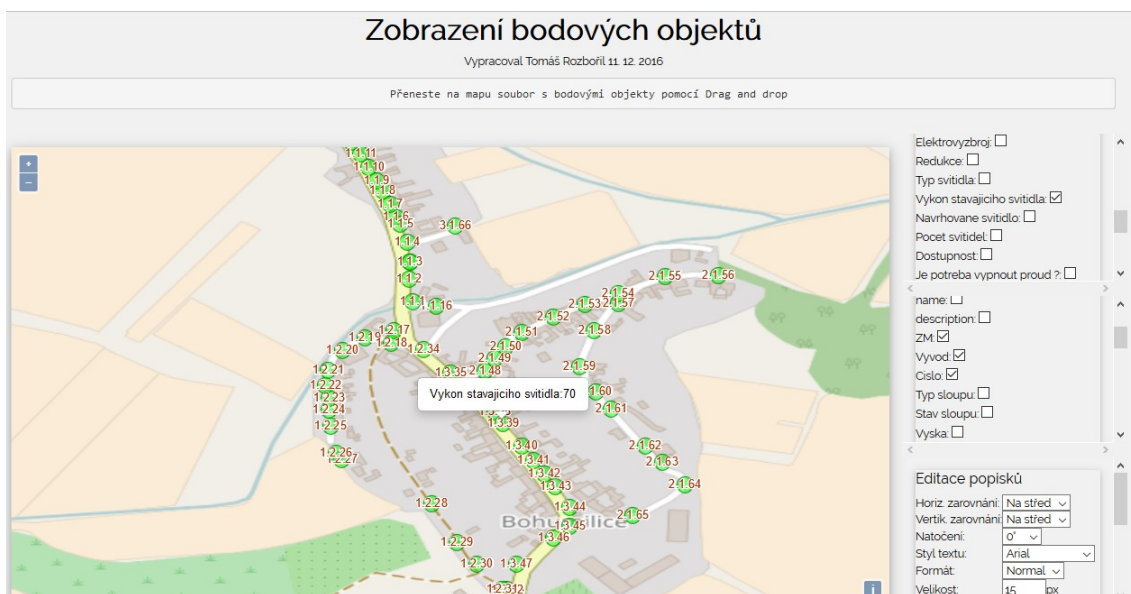 Zobrazení bodových objektů
Vypracoval Tomáš Rozbořil 11. 12. 2016
Přeneste na mapu soubor s bodovými objekty pomocí Drag and drop
+
–
1-1.11
1-1.10
1-1.9
1-1.8
1-1.7
1-1.6
1-1.5
3-1.66
1-1.4
1-1.3
1-1.2
1-1.1
2-1.55
2-1.56
2-1.54
2-1.53
2-1.57
2-1.52
2-1.58
2-1.51
1-2.17
1-2.19
1-2.18
1-2.20
1-2.34
2-1.50
2-1.49
2-1.48
1-3.35
2-1.59
1-2.21
1-2.22
1-2.23
1-2.24
1-2.25
Vykon stavajiciho svitidla:70
1.60
2-1.61
1-3.39
1-3.40
1-3.41
1-3.42
1-3.43
2-1.62
2-1.63
2-1.64
2-1.65
1-2.26
1-2.28
1-2.29
1-2.30
1-3.44
1-3.45
1-3.46
1-3.47
i
Elektrovyzbroj:
Redukce:
Typ svitidla:
Vykon stavajiciho svitidla:
Navrhovane svitidlo:
Pocet svitidel:
Dostupnost:
Je potreba vypnout proud ?:
name:
description:
ZM:
Vyvod:
Cislo:
Typ sloupu:
Stav sloupu:
Vyska:
Editace popisků
Horiz. zarovnání: Na střed
Vertik. zarovnání: Na střed
Natočení: 0°
Styl textu: Arial
Formát: Normal
Velikost: 15 px